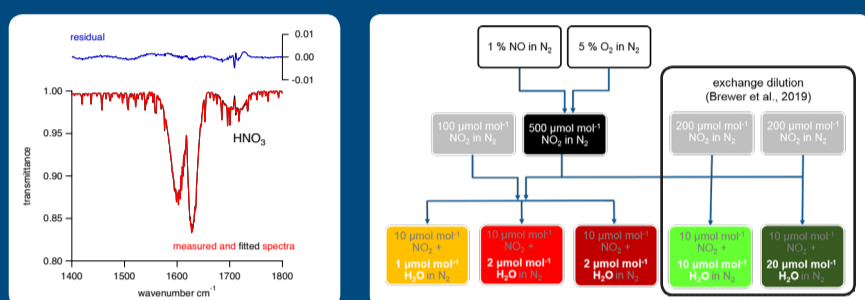 residual
0.01
0.00
-0.01
1.00
0.95
0.90
0.85
0.80
transmittance
HNO₃
measured and fitted spectra
1400 1500 1600 1700 1800
wavenumber cm⁻¹
1 % NO in N₂
5 % O₂ in N₂
exchange dilution
(Brewer et al., 2019)
100 µmol mol⁻¹
NO₂ in N₂
500 µmol mol⁻¹
NO₂ in N₂
200 µmol mol⁻¹
NO₂ in N₂
200 µmol mol⁻¹
NO₂ in N₂
10 µmol mol⁻¹
NO₂ +
1 µmol mol⁻¹
H₂O in N₂
10 µmol mol⁻¹
NO₂ +
2 µmol mol⁻¹
H₂O in N₂
10 µmol mol⁻¹
NO₂ +
2 µmol mol⁻¹
H₂O in N₂
10 µmol mol⁻¹
NO₂ +
10 µmol mol⁻¹
H₂O in N₂
10 µmol mol⁻¹
NO₂ +
20 µmol mol⁻¹
H₂O in N₂